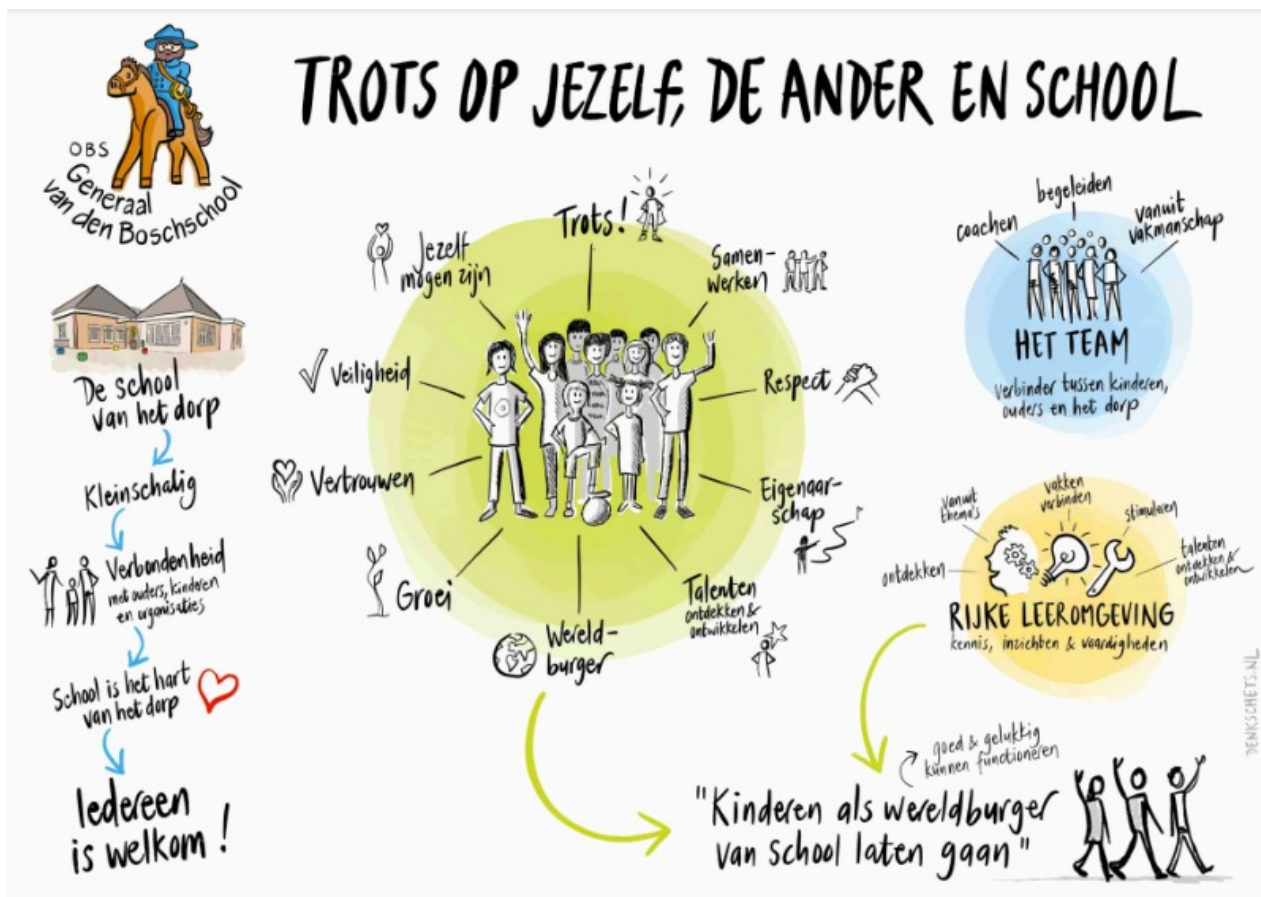 TROTS OP JEZELF, DE ANDER EN SCHOOL
OBS
Generaal
van den Boschschool
De school
van het dorp
Kleinschalig
Verbondenheid
met ouders, kinderen
en organisaties
School is het hart
van het dorp
Iedereen
is welkom!
Trots!
Samen-
werken
Respect
Eigenaar-
schap
Talenten
ontdekken &
ontwikkelen
Wereld-
burger
Groei
Vertrouwen
Veiligheid
Jezelf
mogen zijn
coachen
begeleiden
vanuit
vakmanschap
HET TEAM
verbinder tussen kinderen,
ouders en het dorp
ontdekken
vanuit
thema's
vakken
verbinden
stimuleren
talenten
ontdekken &
ontwikkelen
RIJKE LEEROMGEVING
kennis, inzichten & vaardigheden
goed & gelukkig
kunnen functioneren
"Kinderen als wereldburger
van school laten gaan"
DENKSCHETS.NL